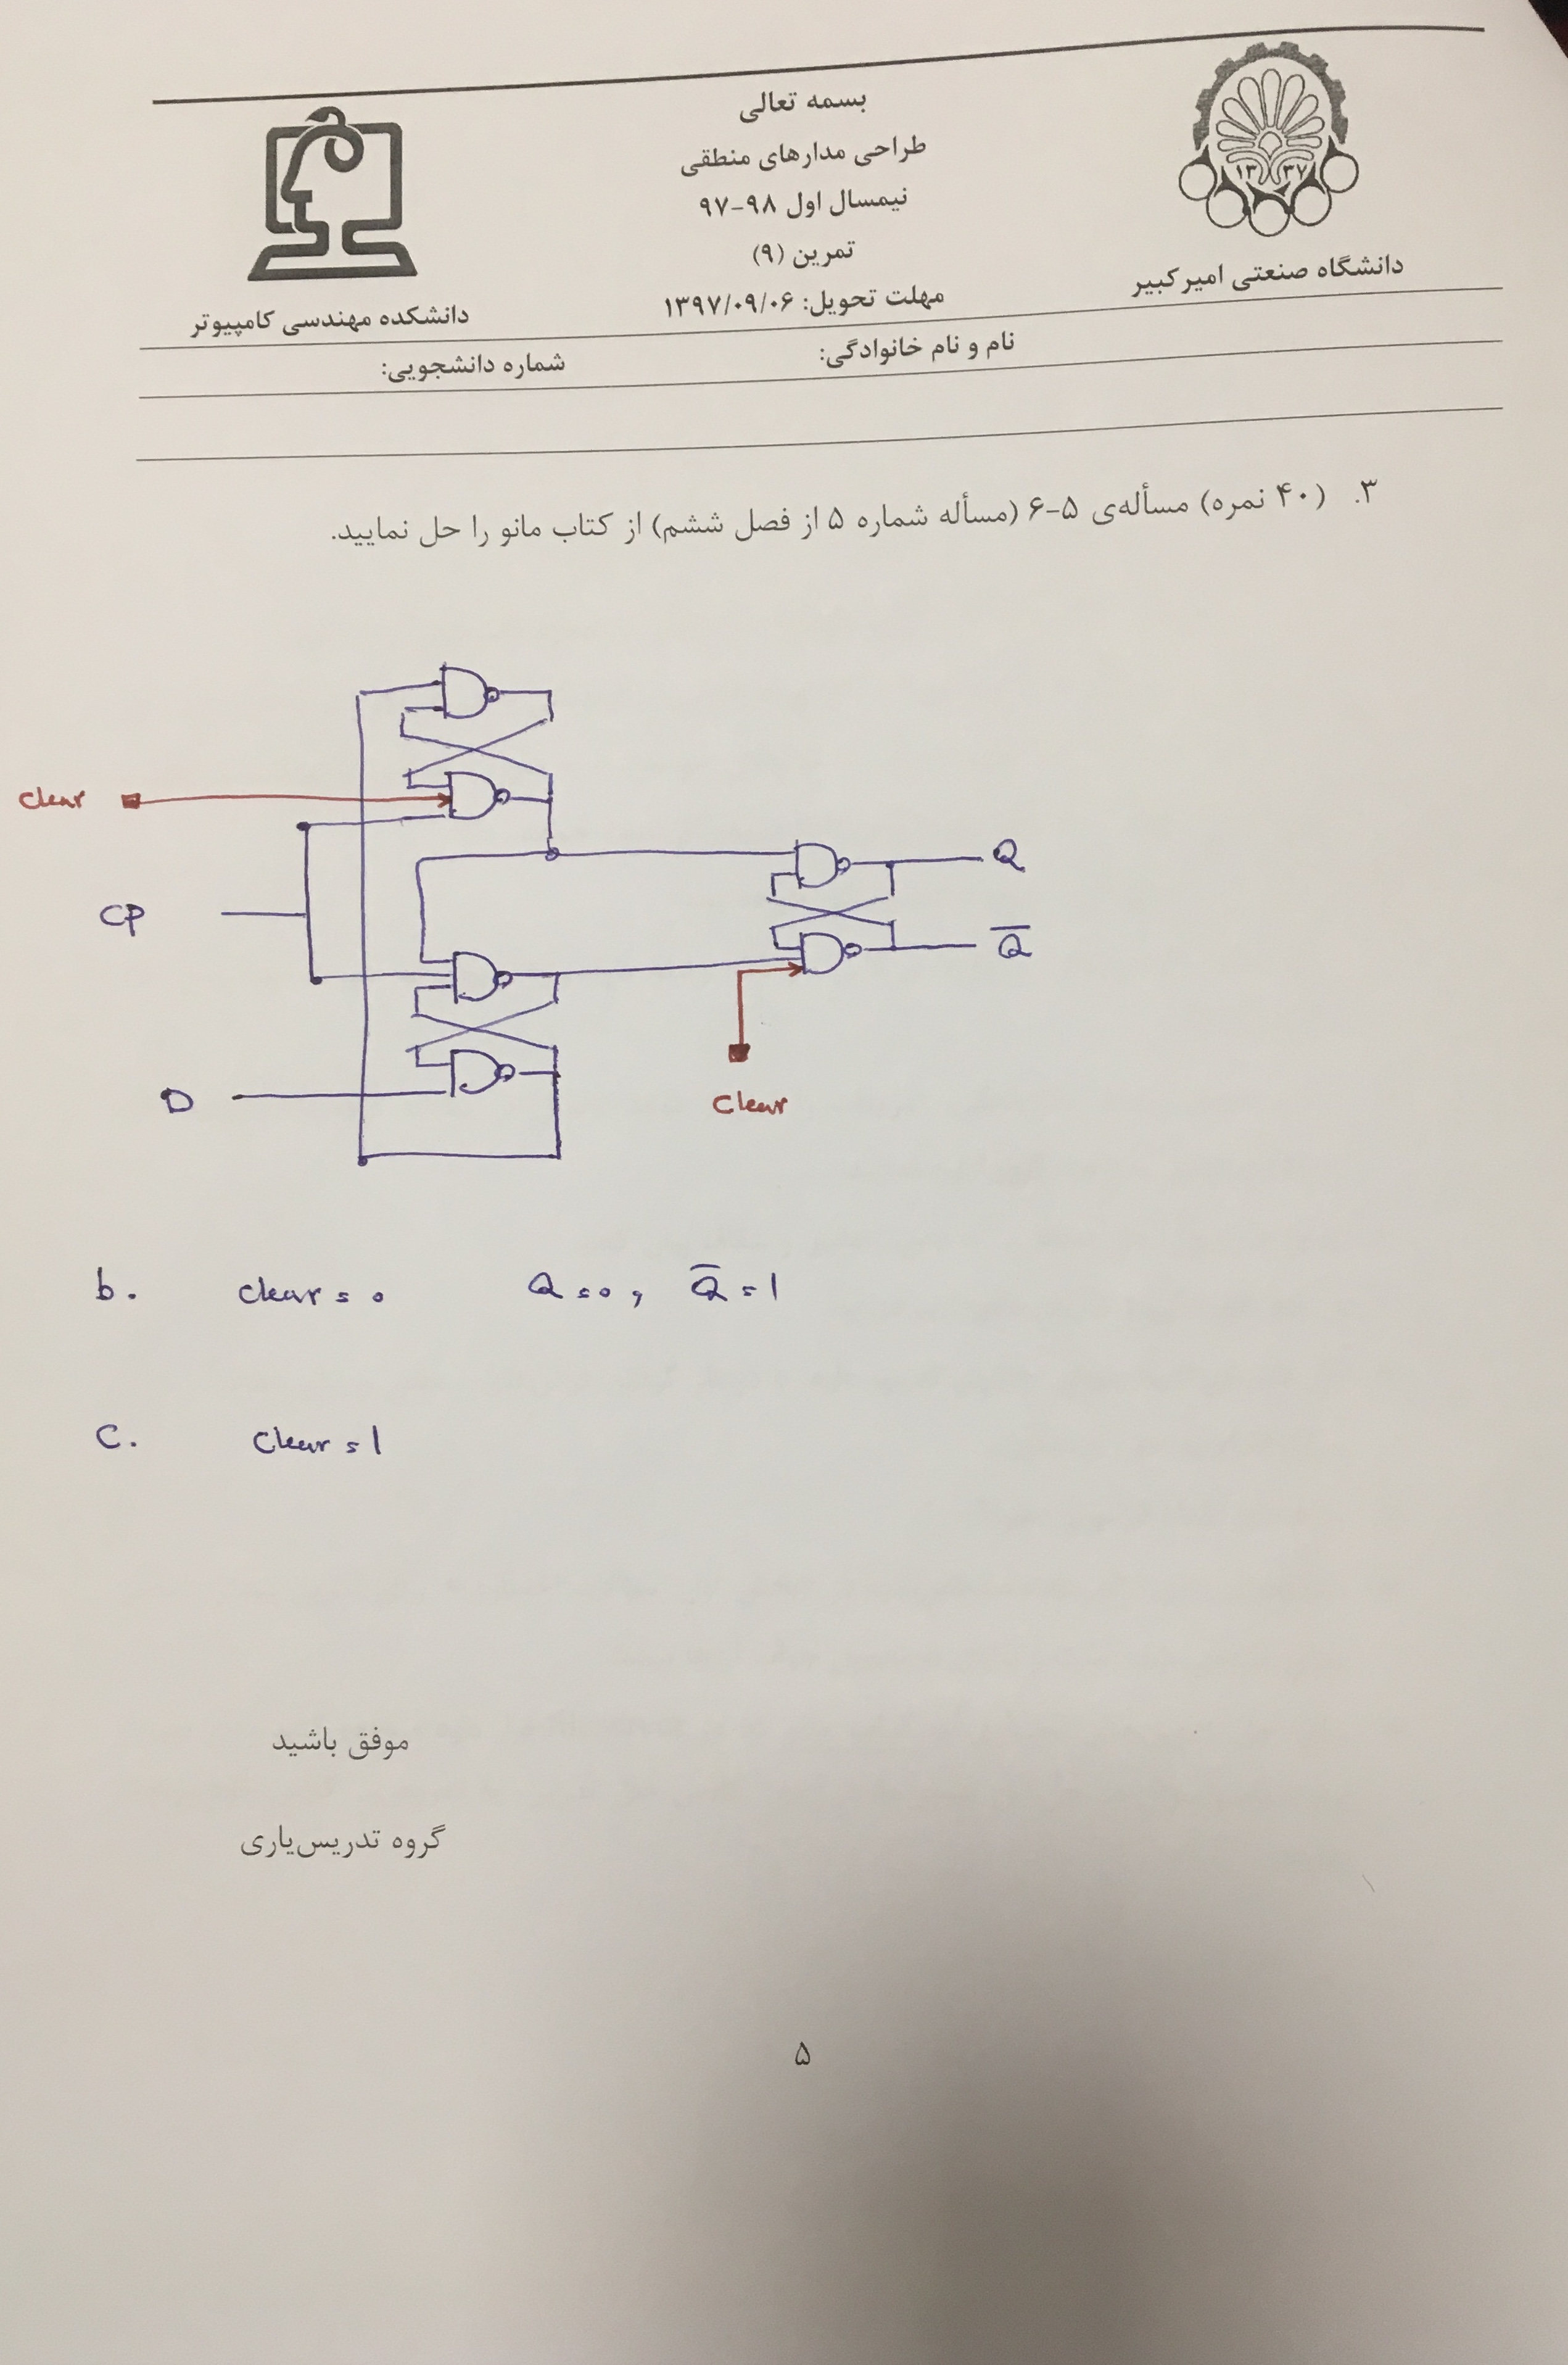 بسمه تعالی
طراحی مدارهای منطقی
نیمسال اول ۹۸-۹۷
تمرین (۹)
مهلت تحویل: ۱۳۹۷/۰۹/۰۶
۱۳ ۳۷
دانشگاه صنعتی امیرکبیر
دانشکده مهندسی کامپیوتر
نام و نام خانوادگی:
شماره دانشجویی:
۳. (۴۰ نمره) مسأله‌ی ۵-۶ (مسأله شماره ۵ از فصل ششم) از کتاب مانو را حل نمایید.
Clear
CP
D
Q
Q̅
Clear
b. Clear = 0 Q = 0, Q̅ = 1
C. Clear = 1
موفق باشید
گروه تدریس‌یاری
۵